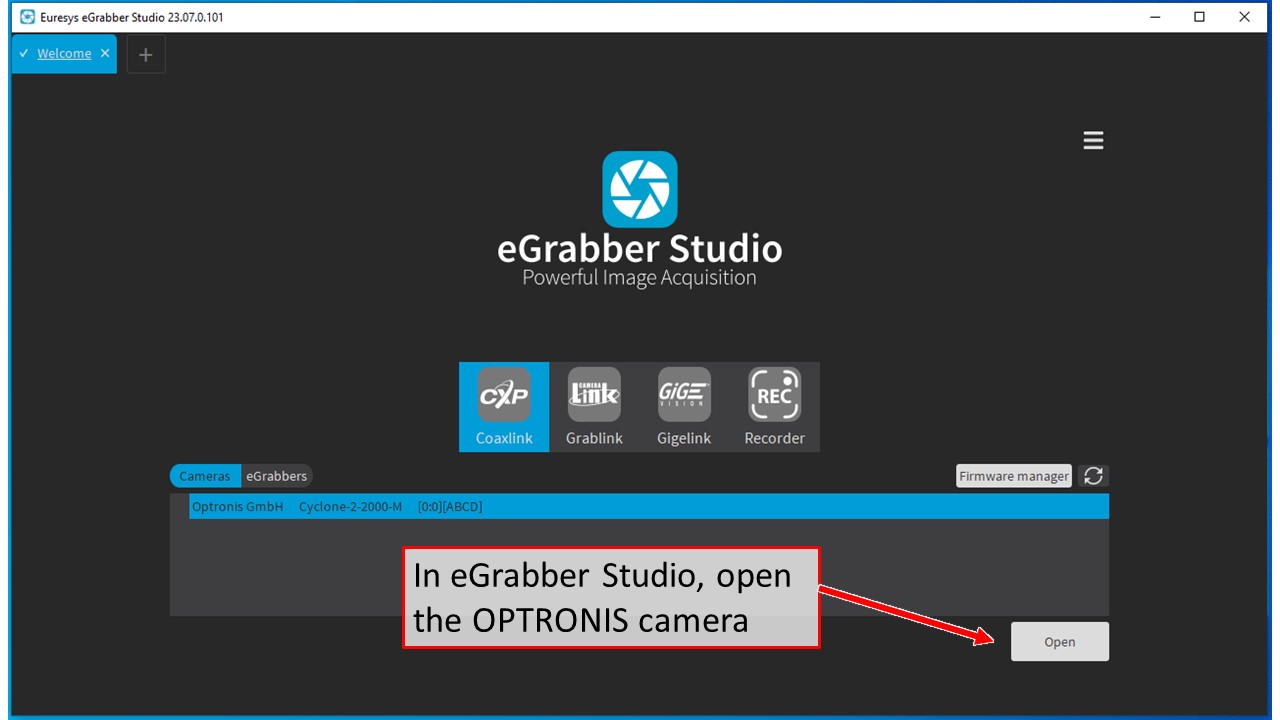 Euresys eGrabber Studio 23.07.0.101
Welcome
eGrabber Studio
Powerful Image Acquisition
CXP CAMERA Link GiGE VISION REC
Coaxlink Grablink Gigelink Recorder
Cameras eGrabbers Firmware manager
Optronis GmbH Cyclone-2-2000-M [0:0][ABCD]
In eGrabber Studio, open
the OPTRONIS camera
Open